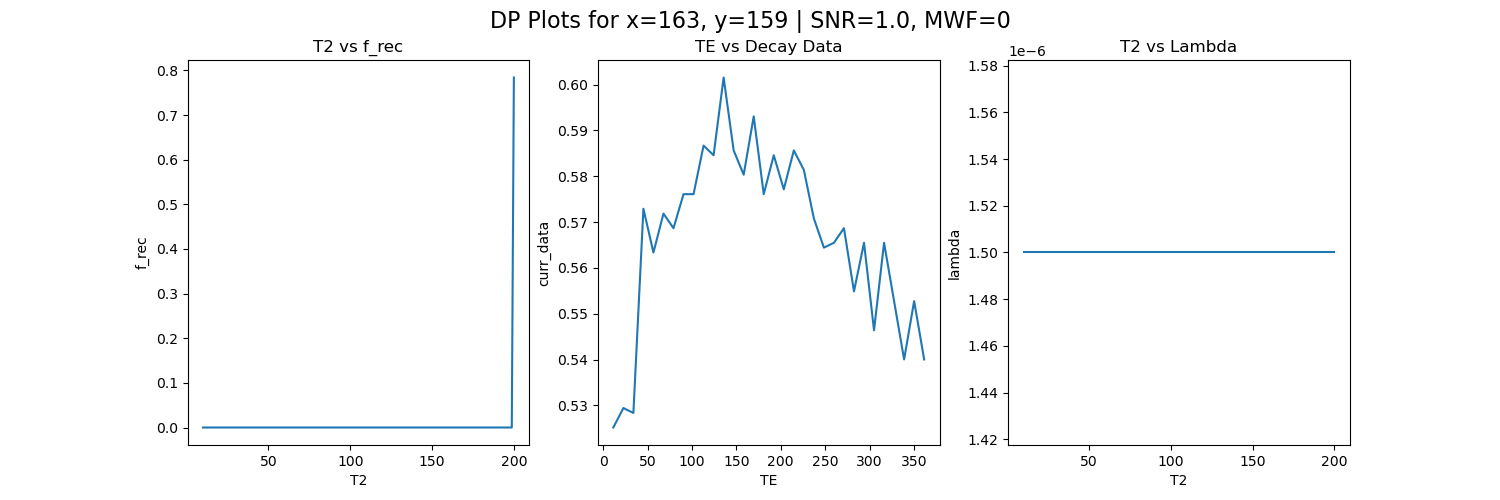 DP Plots for x=163, y=159 | SNR=1.0, MWF=0
T2 vs f_rec
0.8
0.7
0.6
0.5
0.4
0.3
0.2
0.1
0.0
f_rec
50 100 150 200
T2
TE vs Decay Data
0.60
0.59
0.58
0.57
0.56
0.55
0.54
0.53
curr_data
0 50 100 150 200 250 300 350
TE
T2 vs Lambda
1e−6
1.58
1.56
1.54
1.52
1.50
1.48
1.46
1.44
1.42
lambda
50 100 150 200
T2